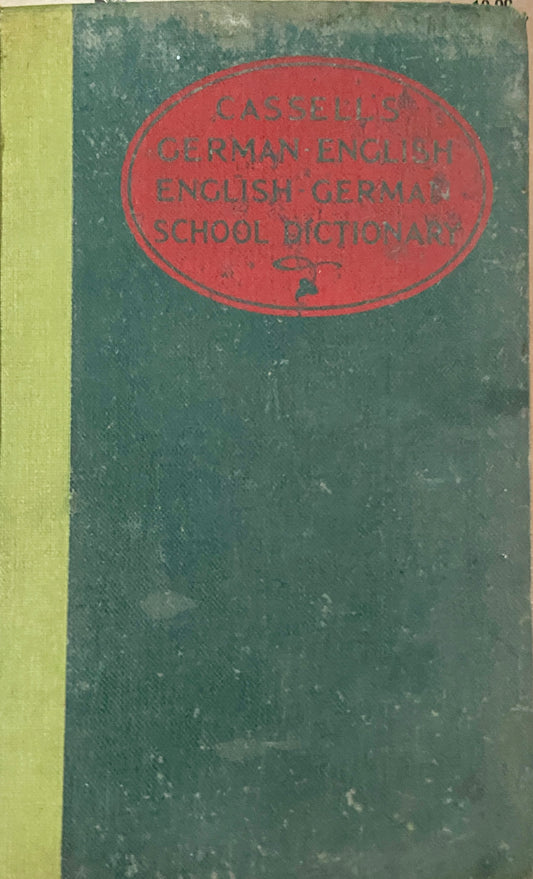 CASSELL'S
GERMAN-ENGLISH
ENGLISH-GERMAN
SCHOOL DICTIONARY